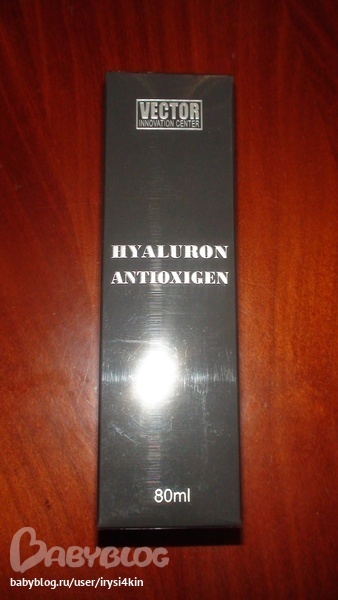 VECTOR
INNOVATION CENTER
HYALURON
ANTIOXIGEN
80ml
BABYBLOG
babyblog.ru/user/irysi4kin